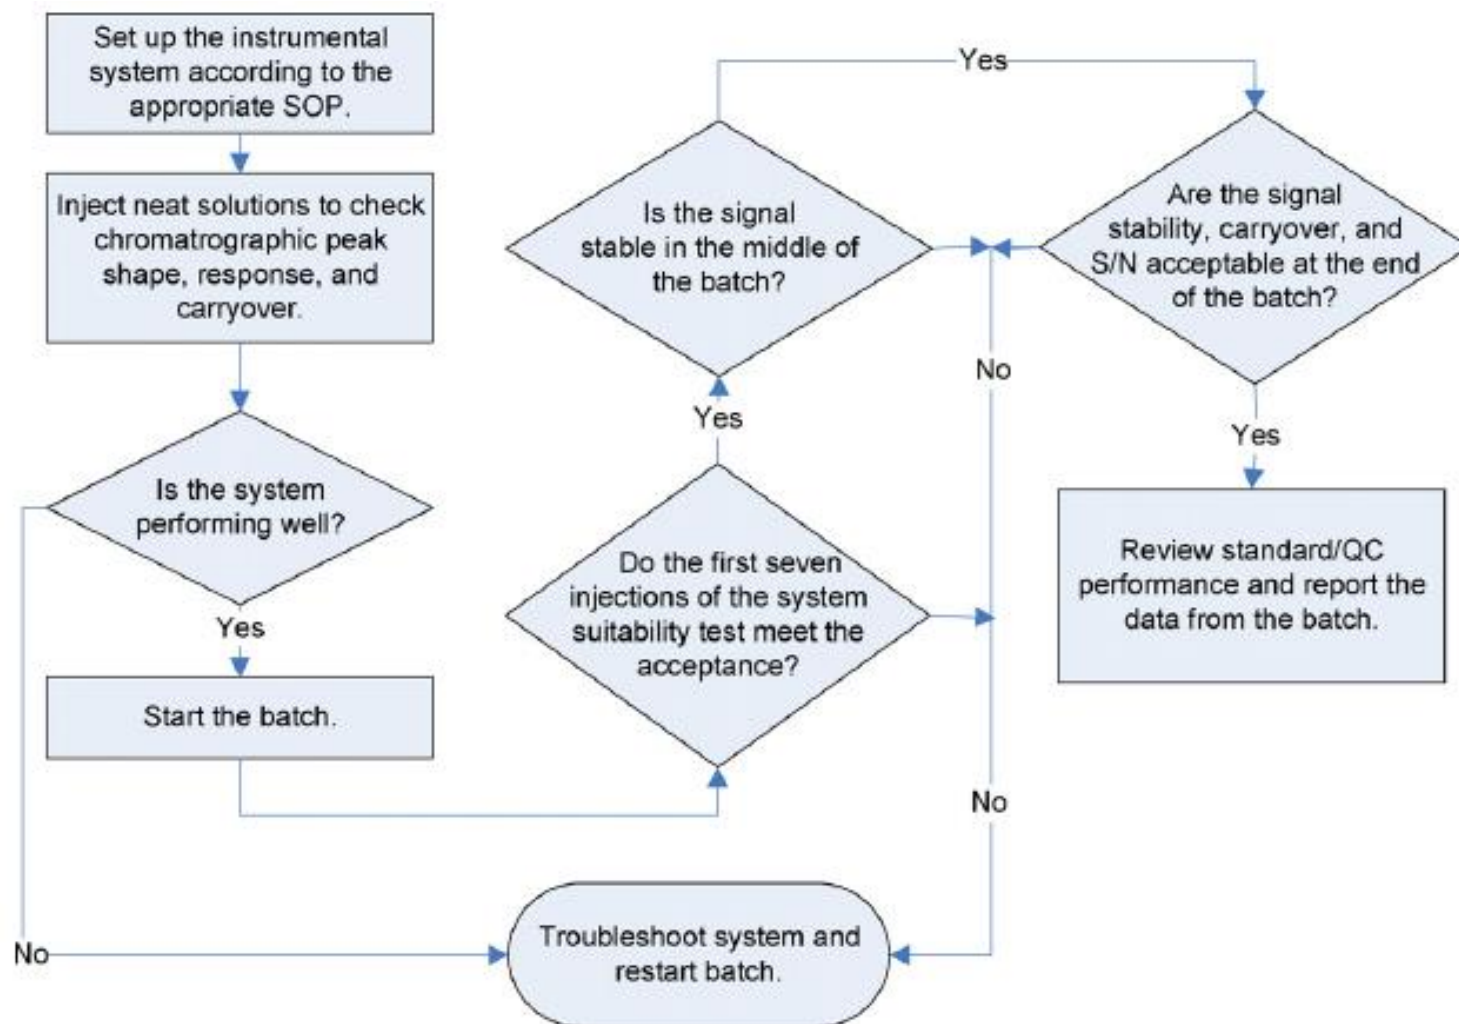 Set up the instrumental
system according to the
appropriate SOP.
Inject neat solutions to check
chromatrographic peak
shape, response, and
carryover.
Is the system
performing well?
Yes
Start the batch.
No
Do the first seven
injections of the system
suitability test meet the
acceptance?
Yes
Is the signal
stable in the middle of
the batch?
Yes
Are the signal
stability, carryover, and
S/N acceptable at the end
of the batch?
No
No
Yes
Review standard/QC
performance and report the
data from the batch.
Troubleshoot system and
restart batch.